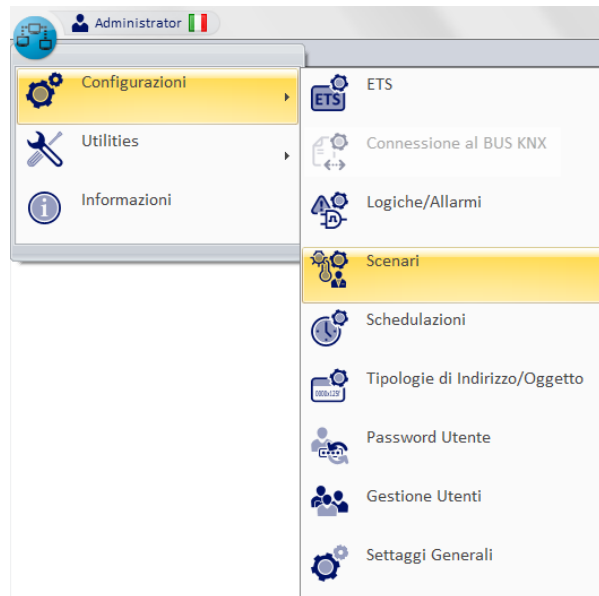 Administrator
Configurazioni
Utilities
Informazioni
ETS
ETS
Connessione al BUS KNX
Logiche/Allarmi
Scenari
Schedulazioni
Tipologie di Indirizzo/Oggetto
Password Utente
Gestione Utenti
Settaggi Generali